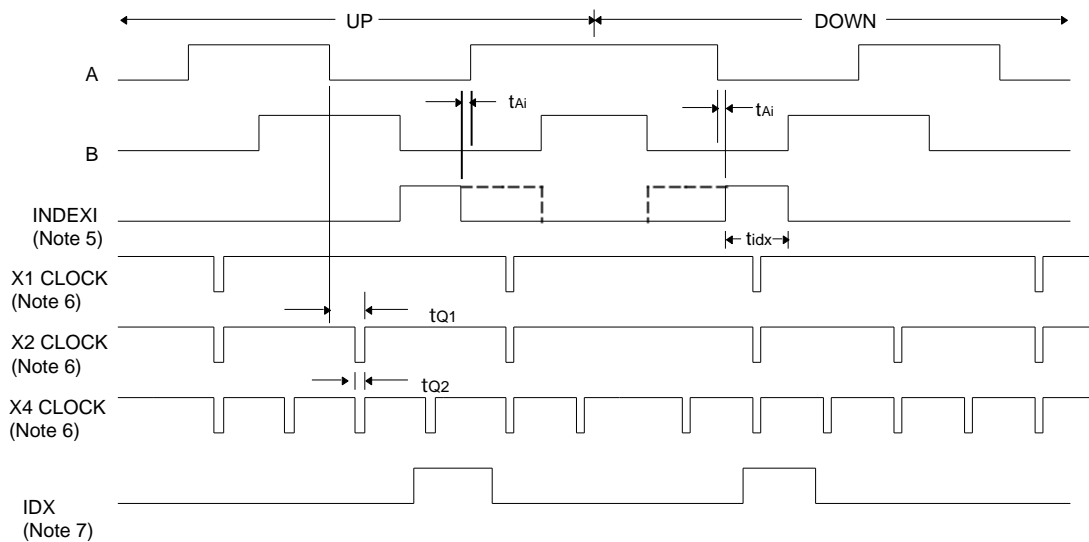 UP
DOWN
A
tAi
tAi
B
INDEXI
(Note 5)
tidx
X1 CLOCK
(Note 6)
tQ1
X2 CLOCK
(Note 6)
tQ2
X4 CLOCK
(Note 6)
IDX
(Note 7)